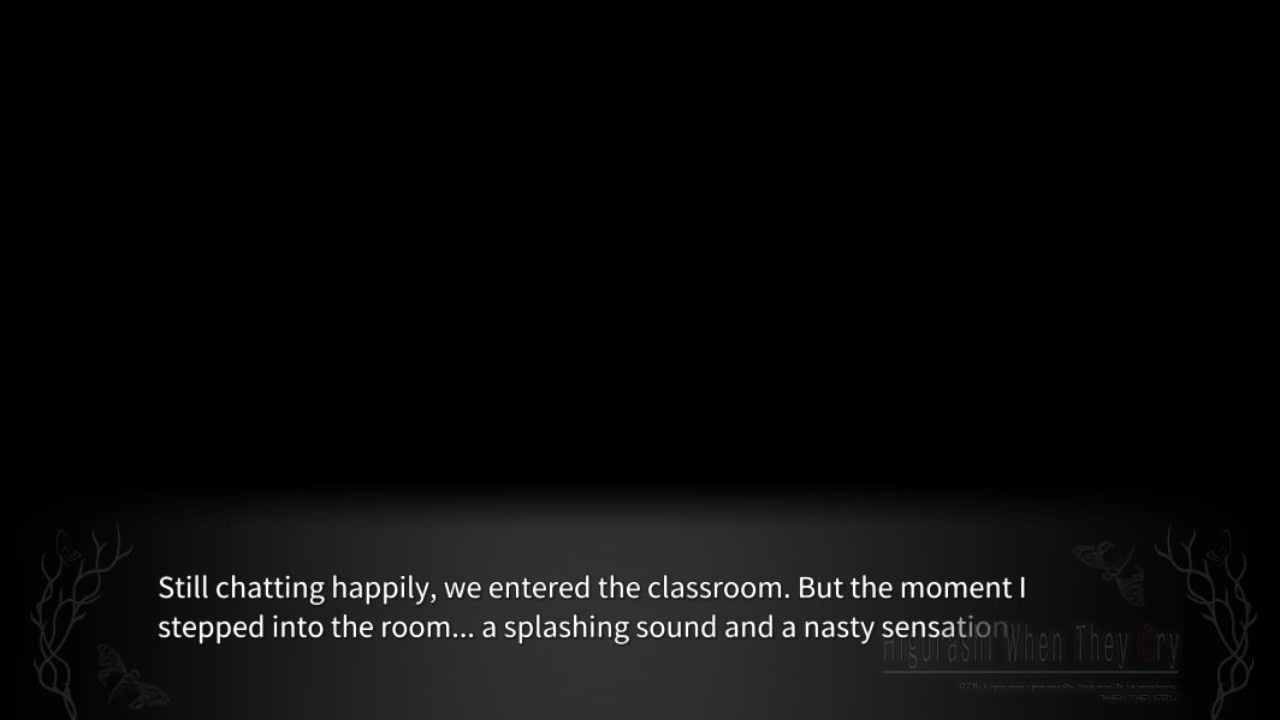 Still chatting happily, we entered the classroom. But the moment I
stepped into the room... a splashing sound and a nasty sensation
Higurashi When They Cry